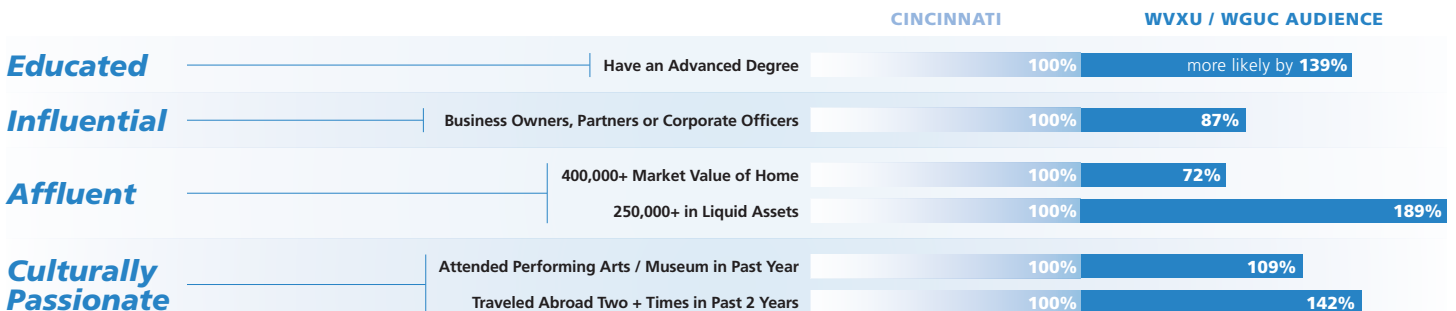 CINCINNATI WVXU / WGUC AUDIENCE
Educated Have an Advanced Degree 100% more likely by 139%
Influential Business Owners, Partners or Corporate Officers 100% 87%
Affluent
400,000+ Market Value of Home 100% 72%
250,000+ in Liquid Assets 100% 189%
Culturally
Passionate
Attended Performing Arts / Museum in Past Year 100% 109%
Traveled Abroad Two + Times in Past 2 Years 100% 142%